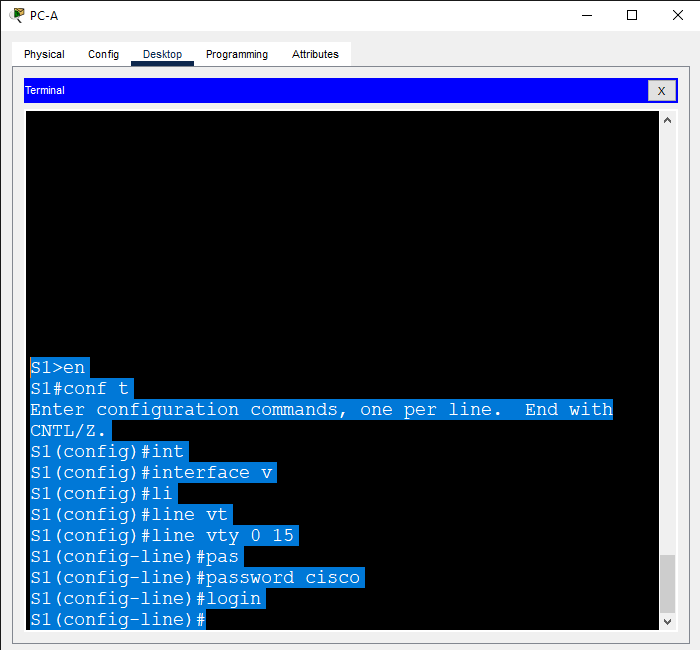 PC-A
Physical Config Desktop Programming Attributes
Terminal
X
S1>en
S1#conf t
Enter configuration commands, one per line.  End with
CNTL/Z.
S1(config)#int
S1(config)#interface v
S1(config)#li
S1(config)#line vt
S1(config)#line vty 0 15
S1(config-line)#pas
S1(config-line)#password cisco
S1(config-line)#login
S1(config-line)#